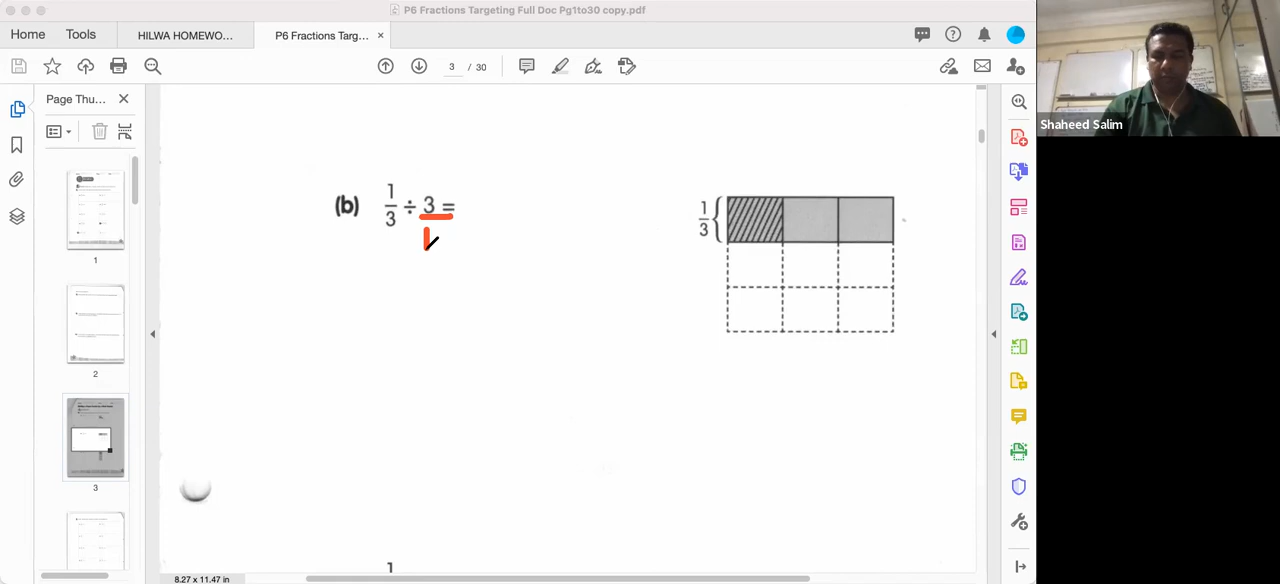 P6 Fractions Targeting Full Doc Pg1to30 copy.pdf
Home Tools HILWA HOMEWO... P6 Fractions Targ... ×
3 / 30
Page Thu...
1
2
3
(b) 1/3 ÷ 3 =
1/3
1
8.27 x 11.47 in
Shaheed Salim